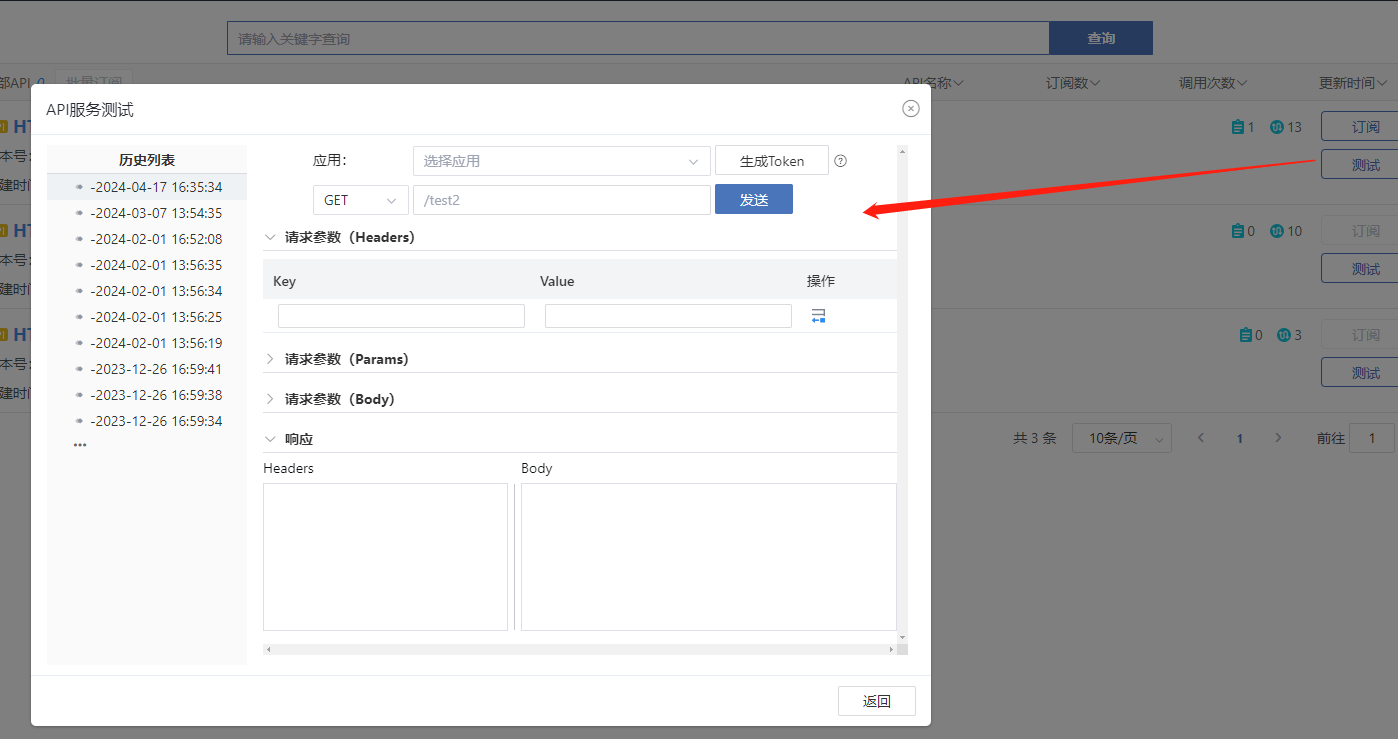 请输入关键字查询
查询
部API
批量订阅
API名称
订阅数
调用次数
更新时间
API服务测试
1
13
订阅
测试
历史列表
-2024-04-17 16:35:34
-2024-03-07 13:54:35
-2024-02-01 16:52:08
-2024-02-01 13:56:35
-2024-02-01 13:56:34
-2024-02-01 13:56:25
-2024-02-01 13:56:19
-2023-12-26 16:59:41
-2023-12-26 16:59:38
-2023-12-26 16:59:34
•••
应用：
选择应用
生成Token
GET
/test2
发送
请求参数（Headers）
Key
Value
操作
请求参数（Params）
请求参数（Body）
响应
Headers
Body
返回
本号：
建时间
0
10
订阅
测试
本号：
建时间
0
3
订阅
测试
本号：
建时间
共 3 条
10条/页
1
前往
1